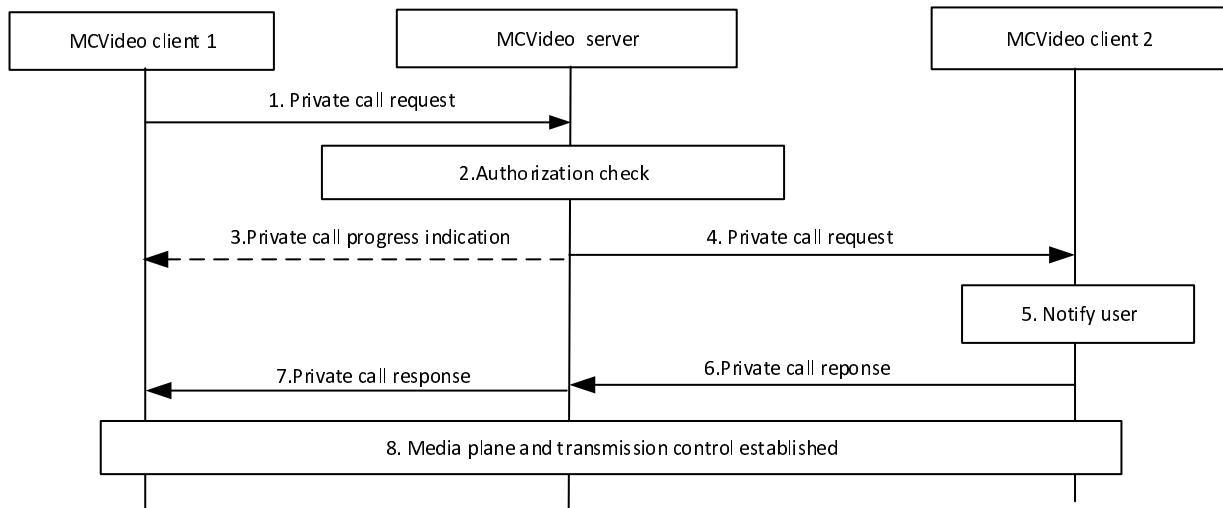 MCVideo client 1
MCVideo server
MCVideo client 2
1. Private call request
2.Authorization check
3.Private call progress indication
4. Private call request
5. Notify user
6.Private call reponse
7.Private call response
8. Media plane and transmission control established